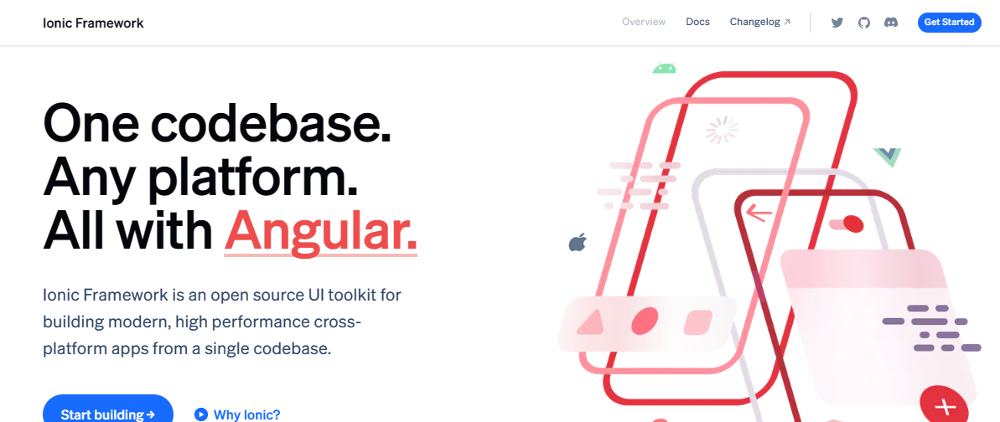 Ionic Framework
Overview Docs Changelog ↗ Get Started
One codebase.
Any platform.
All with Angular.
Ionic Framework is an open source UI toolkit for
building modern, high performance cross-
platform apps from a single codebase.
Start building → Why Ionic?